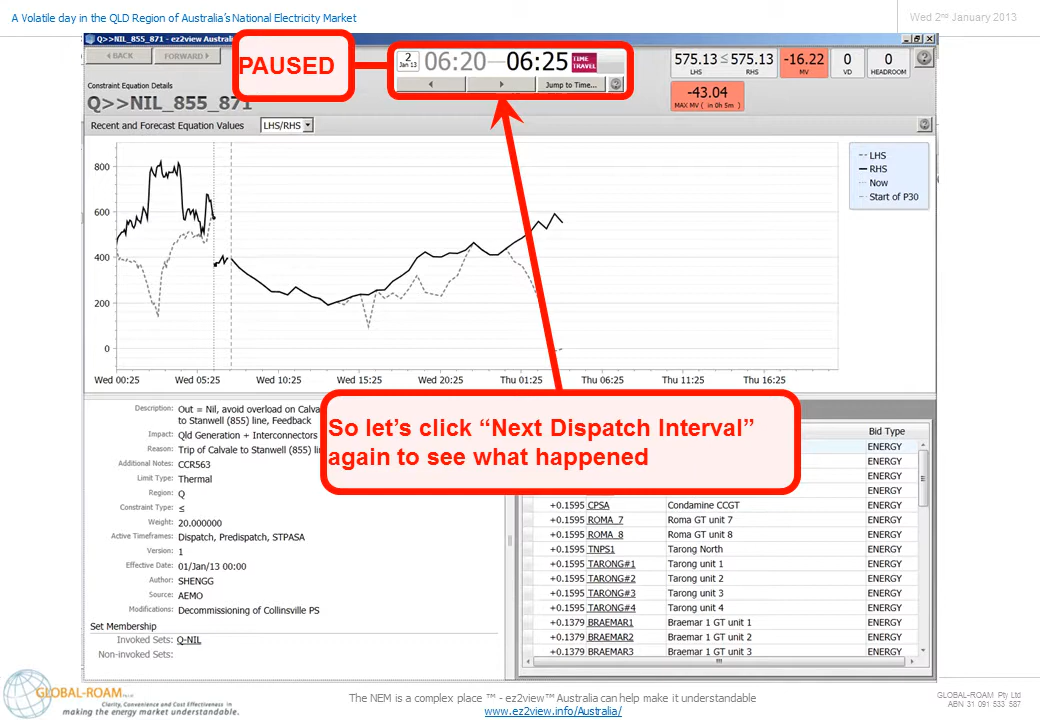 A Volatile day in the QLD Region of Australia's National Electricity Market
Wed 2nd January 2013
Q>>NIL_855_871 - ez2view Austral
BACK
FORWARD
PAUSED
2
Jan 13
06:20—06:25
TIME TRAVEL
Jump to Time...
575.13 ≤ 575.13
LHS RHS
-16.22
MV
0
VD
0
HEADROOM
-43.04
MAX MV ( in 0h 5m )
Constraint Equation Details
Q>>NIL_855_871
Recent and Forecast Equation Values
LHS/RHS
800
600
400
200
0
LHS
RHS
Now
Start of P30
Wed 00:25 Wed 05:25 Wed 10:25 Wed 15:25 Wed 20:25 Thu 01:25 Thu 06:25 Thu 11:25 Thu 16:25
So let's click “Next Dispatch Interval”
again to see what happened
Description: Out = Nil, avoid overload on Calva
to Stanwell (855) line, Feedback
Impact: Qld Generation + Interconnectors
Reason: Trip of Calvale to Stanwell (855) li
Additional Notes: CCR563
Limit Type: Thermal
Region: Q
Constraint Type: ≤
Weight: 20.000000
Active Timeframes: Dispatch, Predispatch, STPASA
Version: 1
Effective Date: 01/Jan/13 00:00
Author: SHENGG
Source: AEMO
Modifications: Decommissioning of Collinsville PS
Set Membership
Invoked Sets: Q-NIL
Non-invoked Sets:
Bid Type
ENERGY
ENERGY
ENERGY
ENERGY
+0.1595 CPSA Condamine CCGT ENERGY
+0.1595 ROMA_7 Roma GT unit 7 ENERGY
+0.1595 ROMA_8 Roma GT unit 8 ENERGY
+0.1595 TNPS1 Tarong North ENERGY
+0.1595 TARONG#1 Tarong unit 1 ENERGY
+0.1595 TARONG#2 Tarong unit 2 ENERGY
+0.1595 TARONG#3 Tarong unit 3 ENERGY
+0.1595 TARONG#4 Tarong unit 4 ENERGY
+0.1379 BRAEMAR1 Braemar 1 GT unit 1 ENERGY
+0.1379 BRAEMAR2 Braemar 1 GT unit 2 ENERGY
+0.1379 BRAEMAR3 Braemar 1 GT unit 3 ENERGY
GLOBAL-ROAM Pty Ltd
Clarity, Convenience and Cost Effectiveness in
making the energy market understandable.
The NEM is a complex place ™ - ez2view™ Australia can help make it understandable
www.ez2view.info/Australia/
GLOBAL-ROAM Pty Ltd
ABN 31 091 533 587